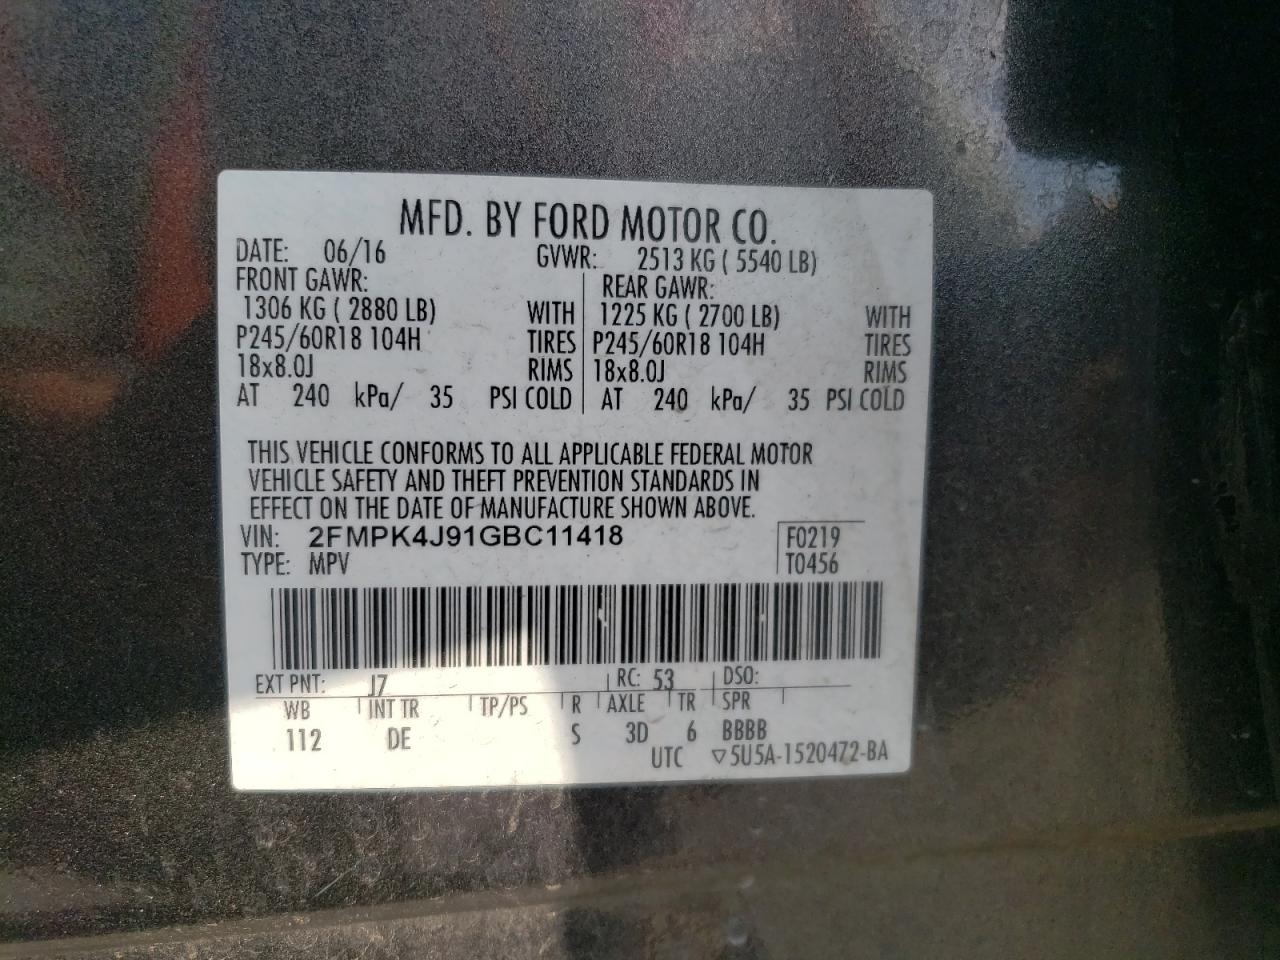 MFD. BY FORD MOTOR CO.
DATE: 06/16 GVWR: 2513 KG ( 5540 LB)
FRONT GAWR: REAR GAWR:
1306 KG ( 2880 LB) WITH 1225 KG ( 2700 LB) WITH
P245/60R18 104H TIRES P245/60R18 104H TIRES
18x8.0J RIMS 18x8.0J RIMS
AT 240 kPa/ 35 PSI COLD AT 240 kPa/ 35 PSI COLD
THIS VEHICLE CONFORMS TO ALL APPLICABLE FEDERAL MOTOR
VEHICLE SAFETY AND THEFT PREVENTION STANDARDS IN
EFFECT ON THE DATE OF MANUFACTURE SHOWN ABOVE.
VIN: 2FMPK4J91GBC11418 F0219
TYPE: MPV T0456
EXT PNT: J7 RC: 53 DSO:
WB INT TR TP/PS R AXLE TR SPR
112 DE S 3D 6 BBBB
UTC ▽5U5A-1520472-BA